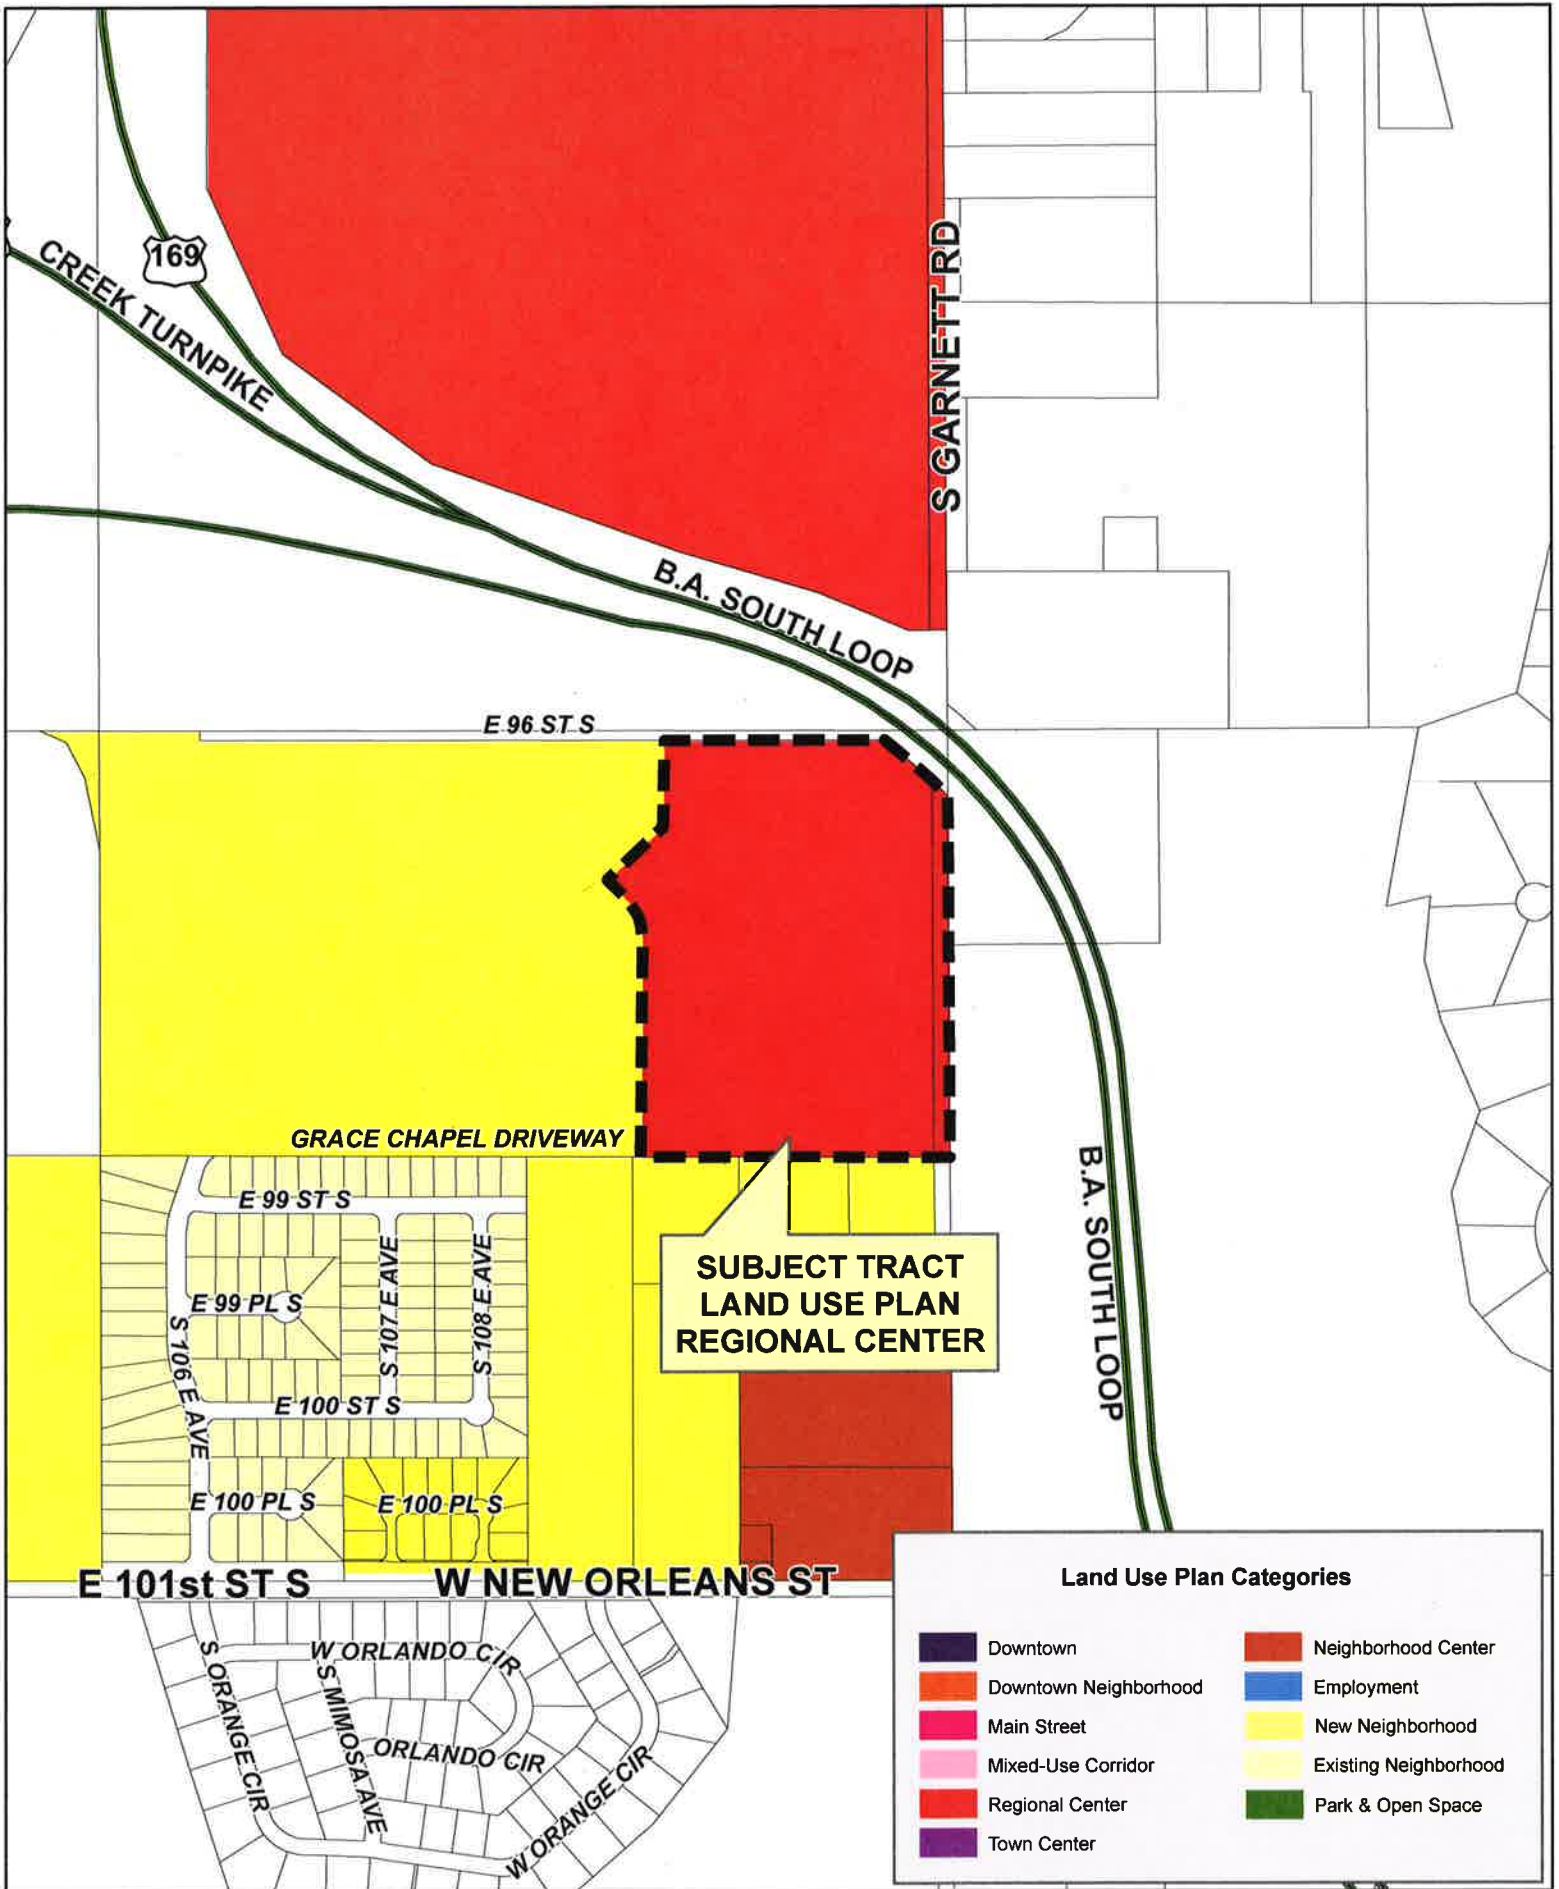 169
CREEK TURNPIKE
S GARNETT RD
B.A. SOUTH LOOP
E 96 ST S
GRACE CHAPEL DRIVEWAY
E 99 ST S
S 107 E AVE
S 108 E AVE
E 99 PL S
S 106 E AVE
E 100 ST S
E 100 PL S
E 100 PL S
SUBJECT TRACT
LAND USE PLAN
REGIONAL CENTER
B.A. SOUTH LOOP
E 101st ST S
W NEW ORLEANS ST
W ORLANDO CIR
S ORANGE CIR
S MIMOSA AVE
ORLANDO CIR
W ORANGE CIR
Land Use Plan Categories
Downtown
Downtown Neighborhood
Main Street
Mixed-Use Corridor
Regional Center
Town Center
Neighborhood Center
Employment
New Neighborhood
Existing Neighborhood
Park & Open Space